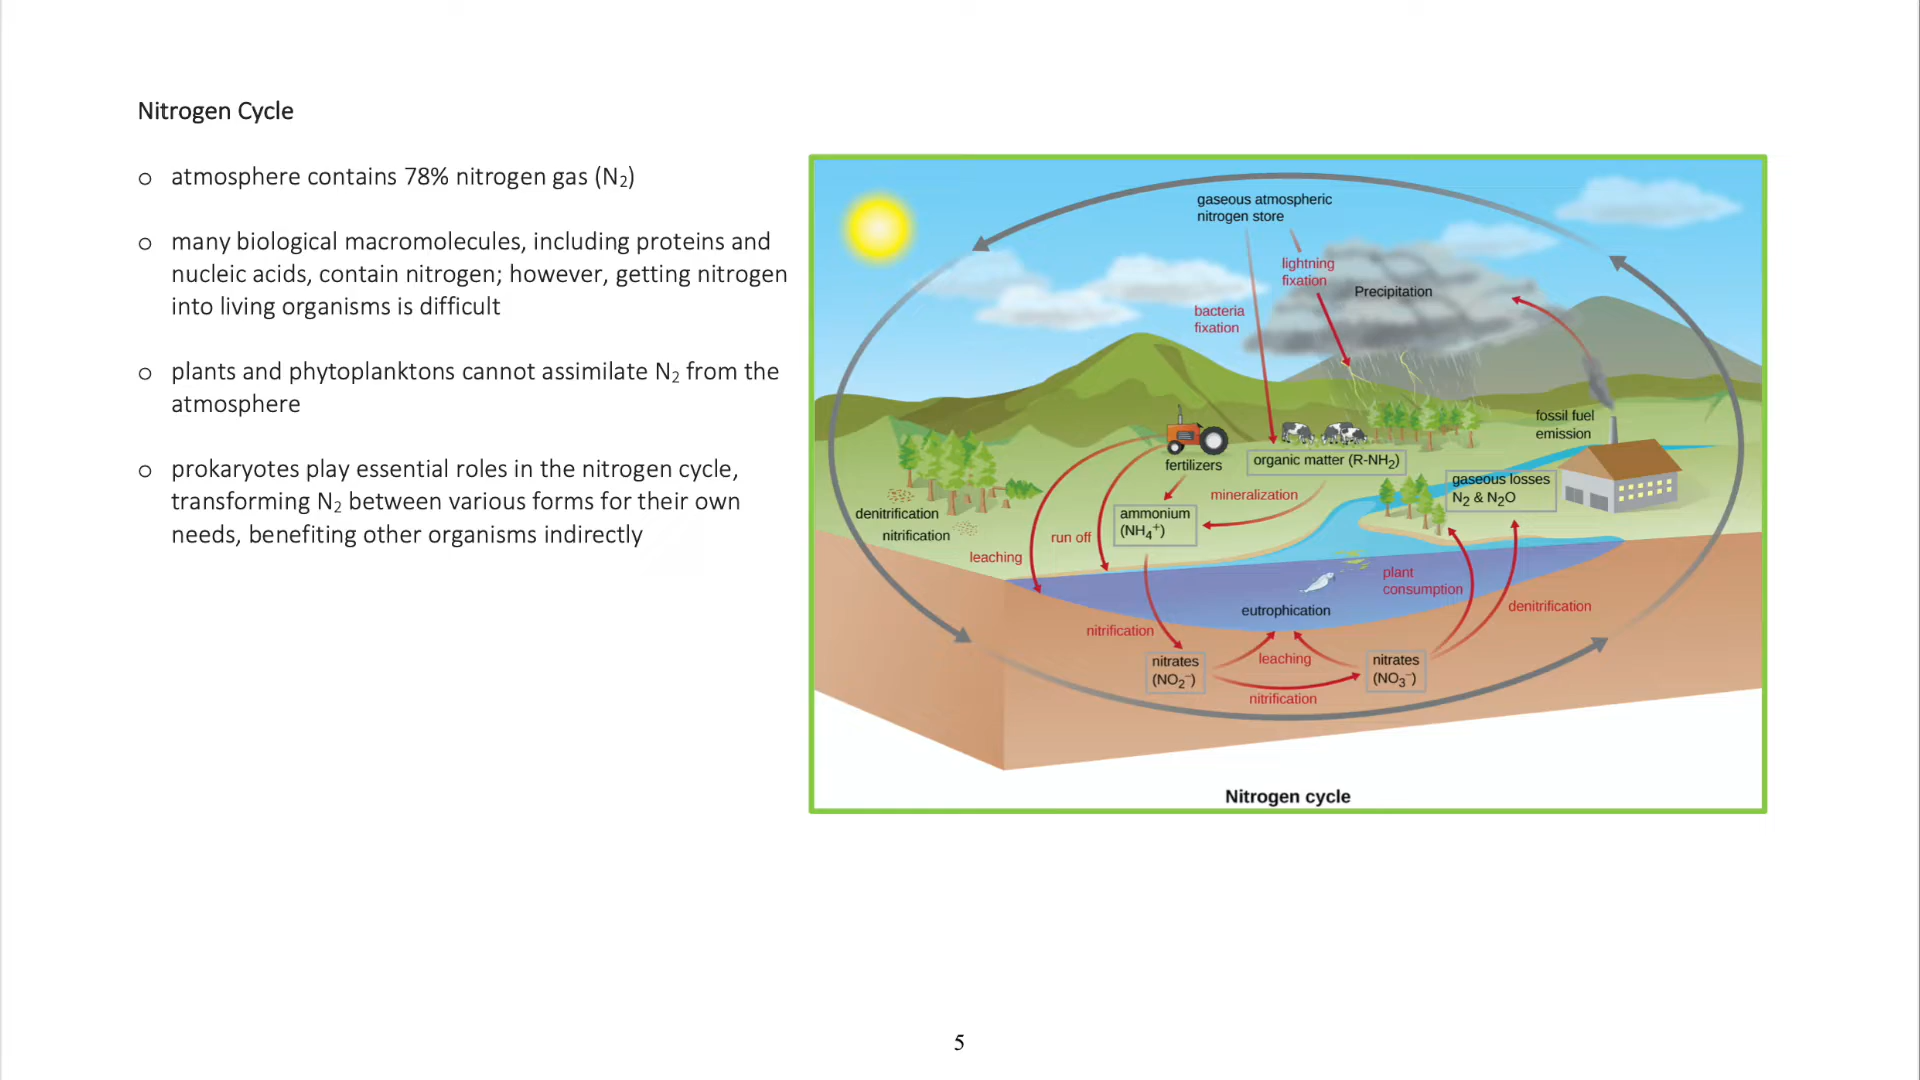 Nitrogen Cycle
o atmosphere contains 78% nitrogen gas (N₂)
o many biological macromolecules, including proteins and
nucleic acids, contain nitrogen; however, getting nitrogen
into living organisms is difficult
o plants and phytoplanktons cannot assimilate N₂ from the
atmosphere
o prokaryotes play essential roles in the nitrogen cycle,
transforming N₂ between various forms for their own
needs, benefiting other organisms indirectly
gaseous atmospheric
nitrogen store
lightning
fixation
Precipitation
bacteria
fixation
fossil fuel
emission
fertilizers
organic matter (R-NH₂)
gaseous losses
N₂ & N₂O
mineralization
ammonium
(NH₄⁺)
denitrification
nitrification
run off
leaching
plant
consumption
denitrification
eutrophication
nitrification
nitrates
(NO₂⁻)
leaching
nitrates
(NO₃⁻)
nitrification
Nitrogen cycle
5